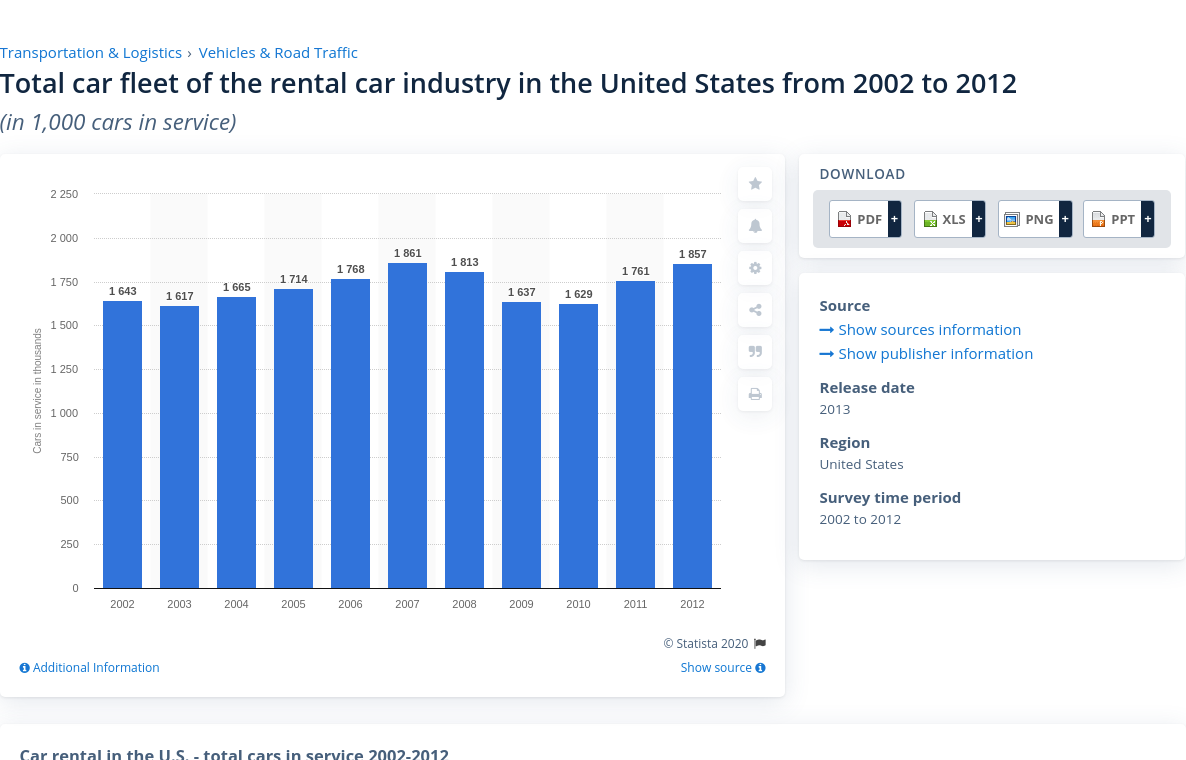 Transportation & Logistics › Vehicles & Road Traffic
Total car fleet of the rental car industry in the United States from 2002 to 2012
(in 1,000 cars in service)
2 250
2 000
1 750
1 500
1 250
1 000
750
500
250
0
Cars in service in thousands
1 643
1 617
1 665
1 714
1 768
1 861
1 813
1 637
1 629
1 761
1 857
2002
2003
2004
2005
2006
2007
2008
2009
2010
2011
2012
© Statista 2020
Additional Information
Show source
DOWNLOAD
PDF +
XLS +
PNG +
PPT +
Source
Show sources information
Show publisher information
Release date
2013
Region
United States
Survey time period
2002 to 2012
Car rental in the U.S. - total cars in service 2002-2012